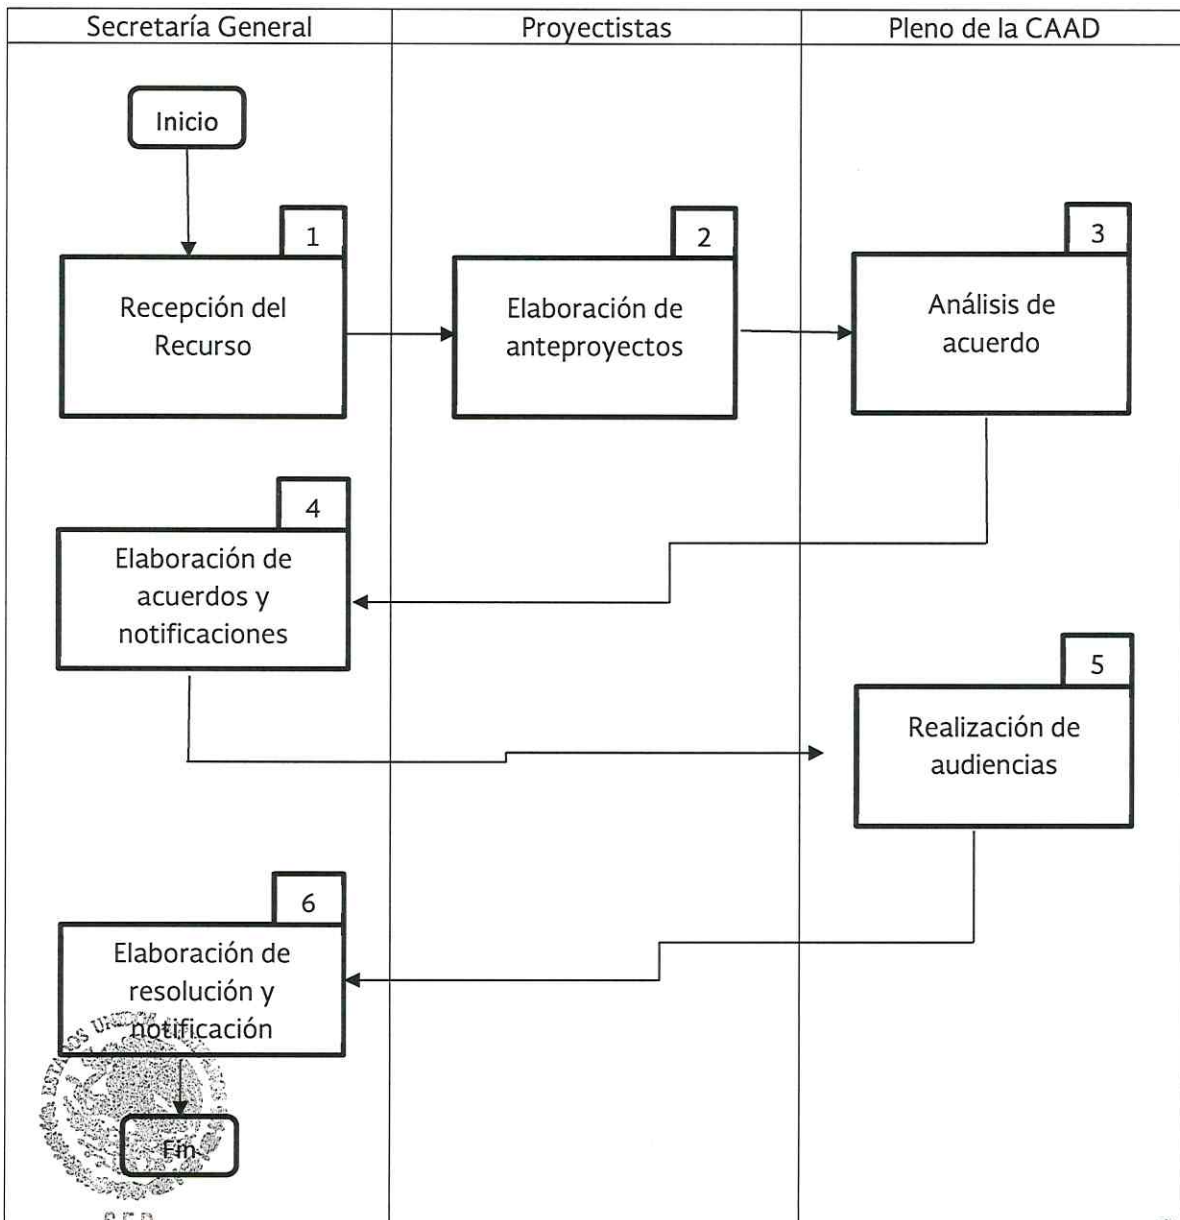 Secretaría General
Proyectistas
Pleno de la CAAD
Inicio
1
Recepción del
Recurso
2
Elaboración de
anteproyectos
3
Análisis de
acuerdo
4
Elaboración de
acuerdos y
notificaciones
5
Realización de
audiencias
6
Elaboración de
resolución y
notificación
Fin